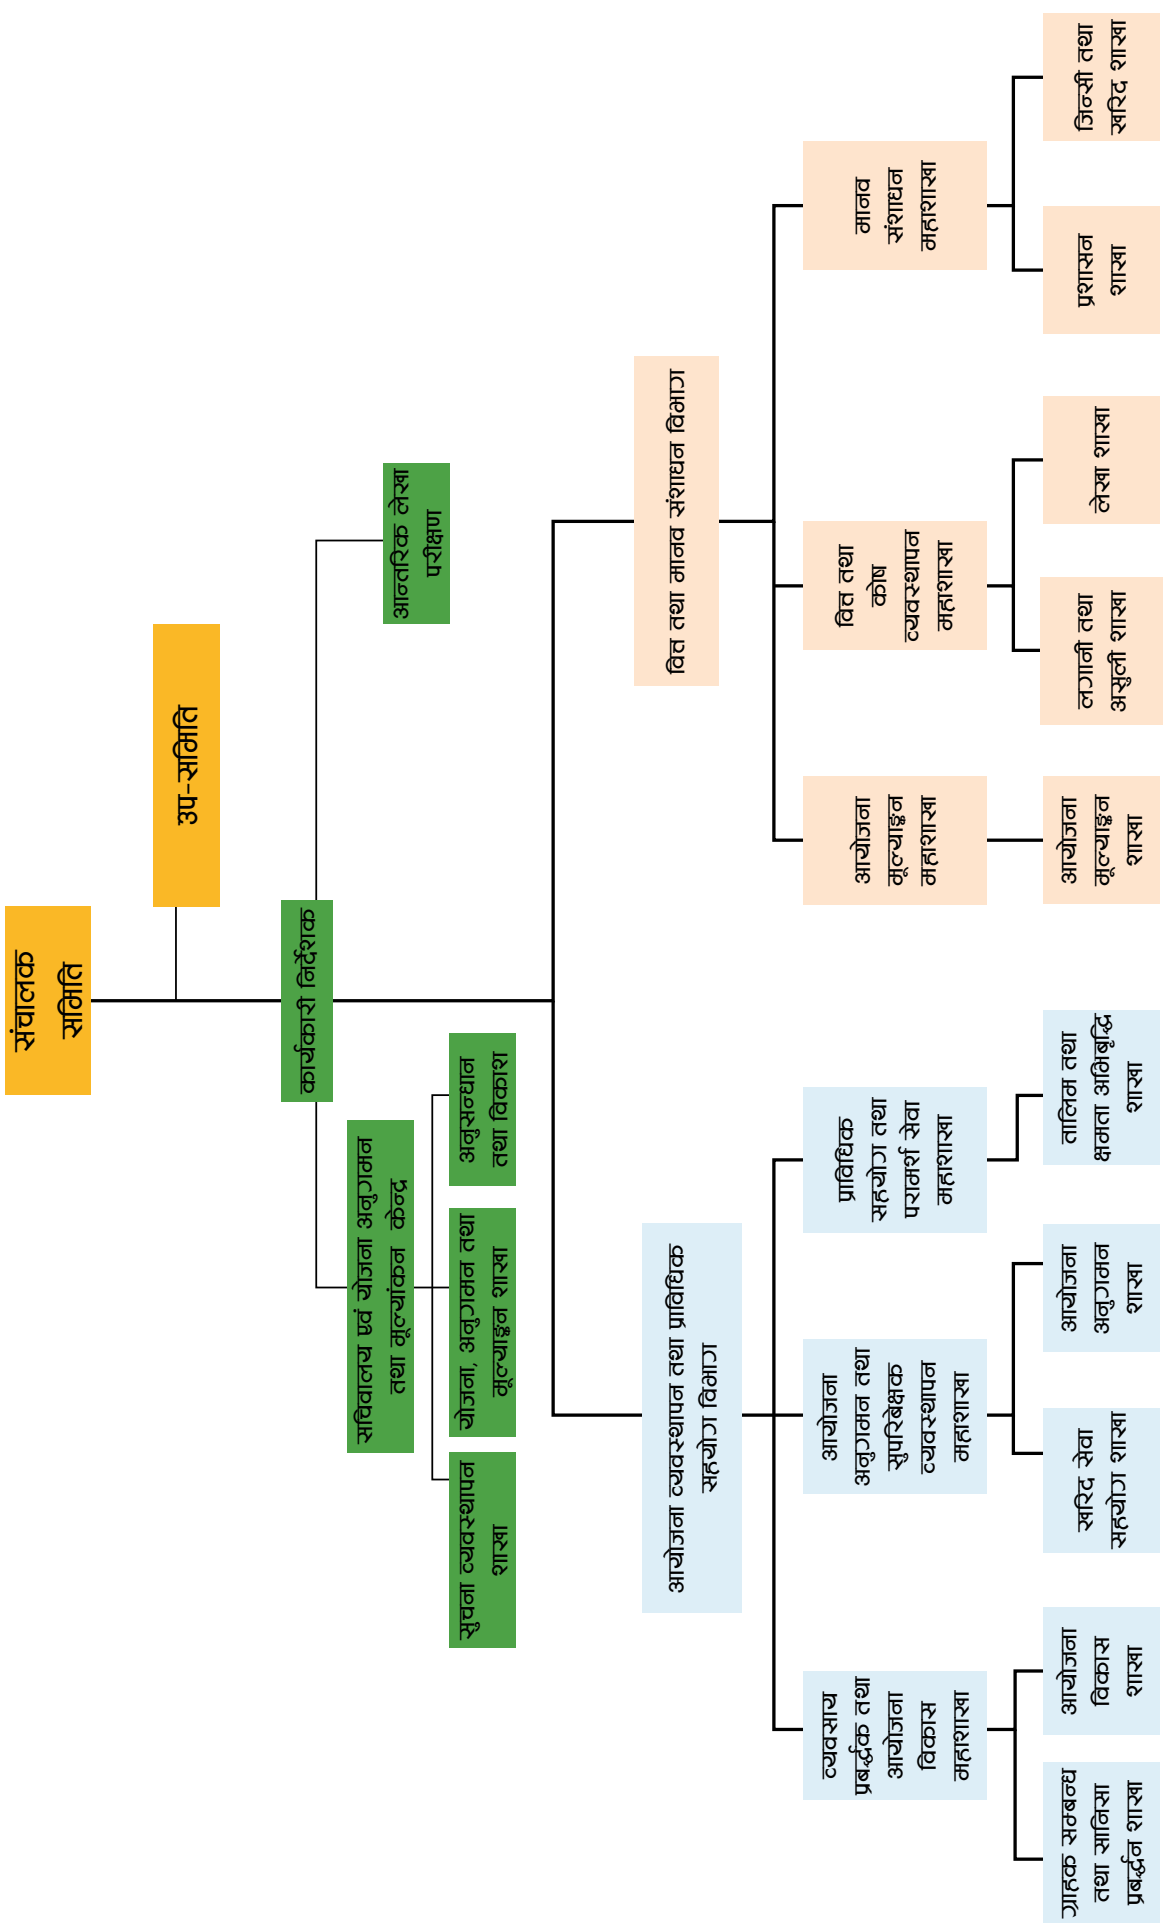 संचालक
समिति
उप-समिति
कार्यकारी निर्देशक
सचिवालय एवं योजना अनुगमन
तथा मूल्यांकन केन्द्र
आन्तरिक लेखा
परीक्षण
सुचना व्यवस्थापन
शाखा
योजना, अनुगमन तथा
मूल्याङ्कन शाखा
अनुसन्धान
तथा विकाश
आयोजना व्यवस्थापन तथा प्राविधिक
सहयोग विभाग
वित्त तथा मानव संशाधन विभाग
व्यवसाय
प्रबर्द्धक तथा
आयोजना
विकास
महाशाखा
आयोजना
अनुगमन तथा
सुपरिबेक्षक
व्यवस्थापन
महाशाखा
प्राविधिक
सहयोग तथा
परामर्श सेवा
महाशाखा
आयोजना
मूल्याङ्कन
महाशाखा
वित्त तथा
कोष
व्यवस्थापन
महाशाखा
मानव
संशाधन
महाशाखा
ग्राहक सम्बन्ध
तथा सानिसा
प्रबर्द्धन शाखा
आयोजना
विकास
शाखा
खरिद सेवा
सहयोग शाखा
आयोजना
अनुगमन
शाखा
तालिम तथा
क्षमता अभिबृद्धि
शाखा
आयोजना
मूल्याङ्कन
शाखा
लगानी तथा
असुली शाखा
लेखा शाखा
प्रशासन
शाखा
जिन्सी तथा
खरिद शाखा